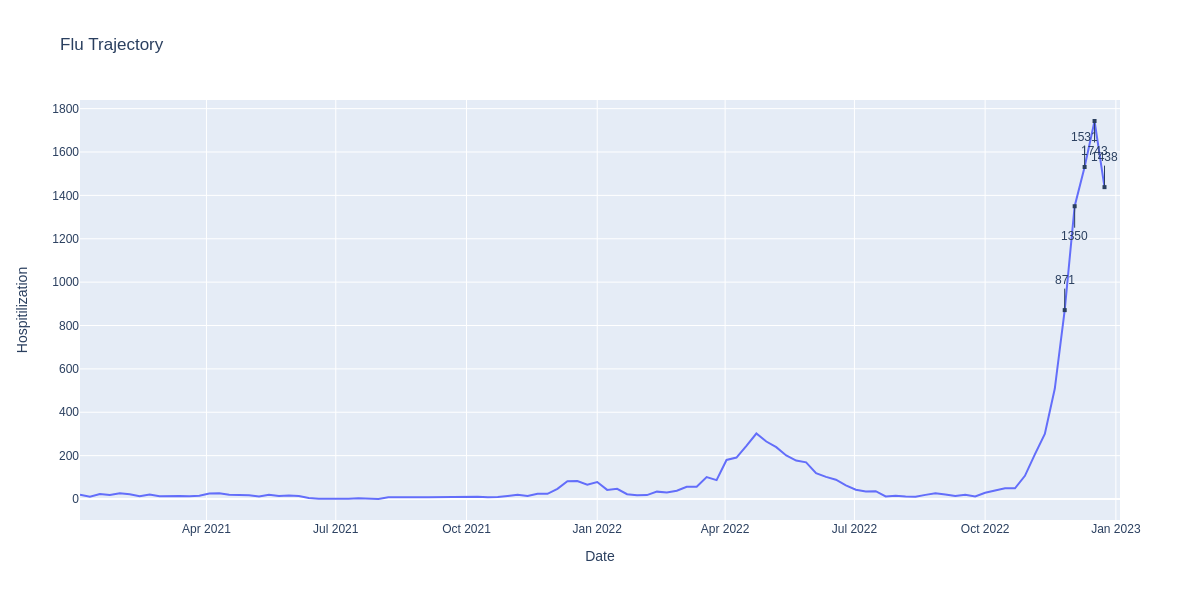 Flu Trajectory
1800
1600
1400
1200
1000
800
600
400
200
0
1531
1743
1438
1350
871
Apr 2021
Jul 2021
Oct 2021
Jan 2022
Apr 2022
Jul 2022
Oct 2022
Jan 2023
Date
Hospitilization